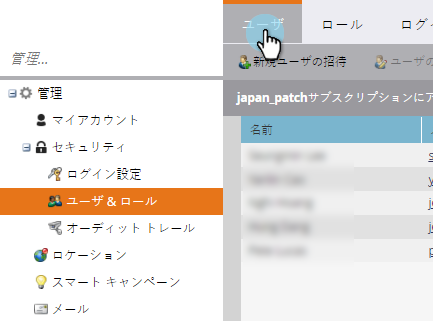 ユーザ
ロール
ログイ
管理...
新規ユーザの招待
ユーザの
管理
japan_patchサブスクリプションにア
マイアカウント
名前
セキュリティ
ログイン設定
ユーザ & ロール
オーディット トレール
ロケーション
スマート キャンペーン
メール